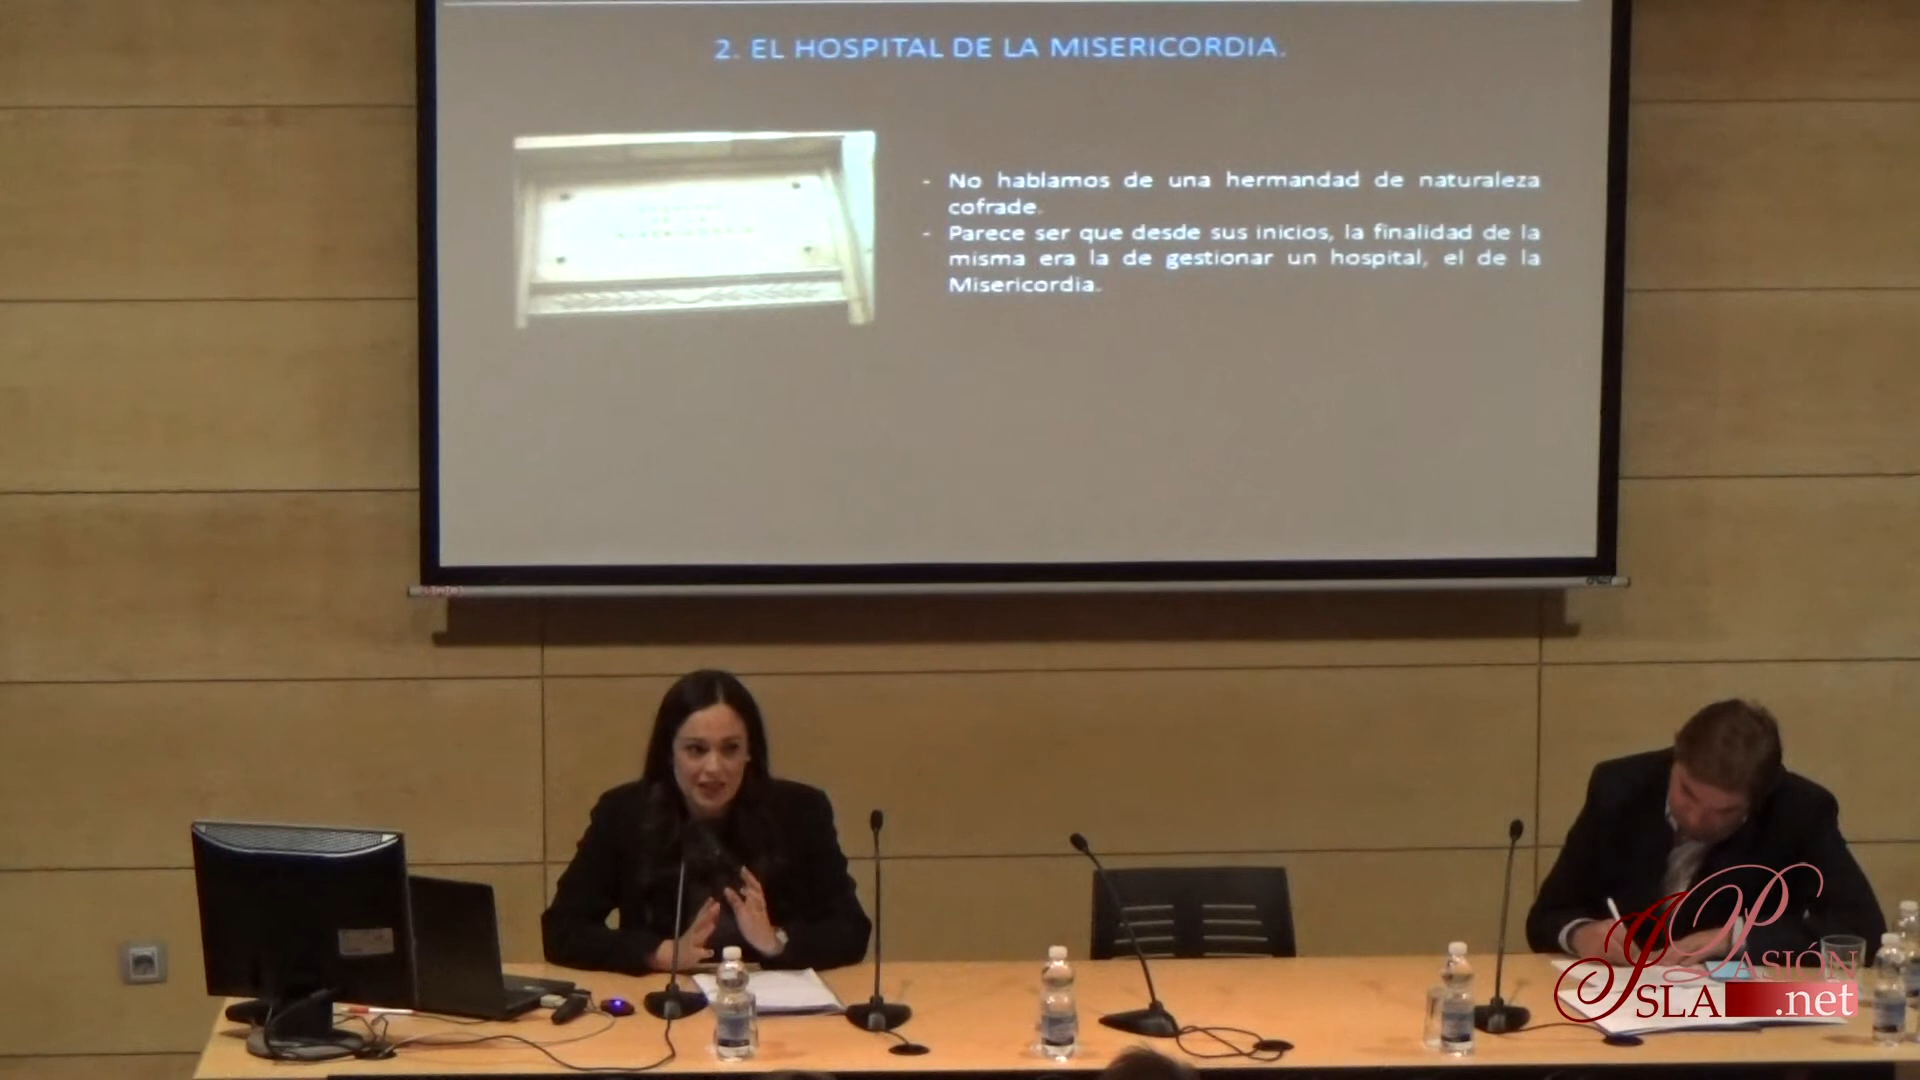 2. EL HOSPITAL DE LA MISERICORDIA.
- No hablamos de una hermandad de naturaleza
cofrade.
- Parece ser que desde sus inicios, la finalidad de la
misma era la de gestionar un hospital, el de la
Misericordia.
PASIÓN
ISLA.net